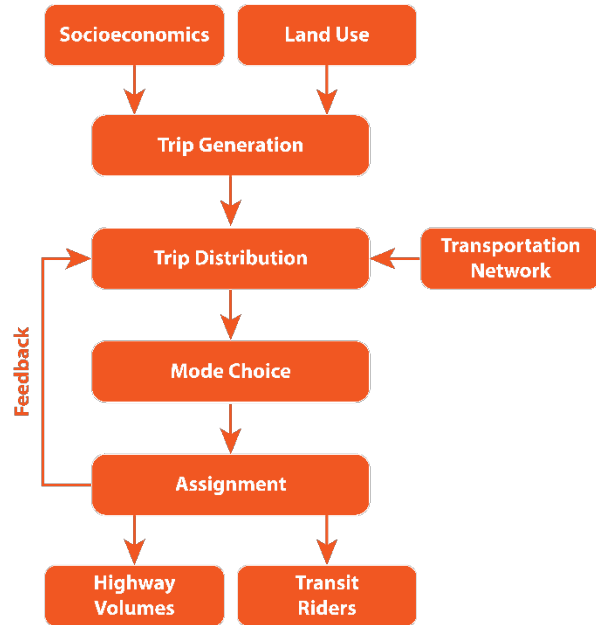 Socioeconomics
Land Use
Trip Generation
Trip Distribution
Transportation
Network
Feedback
Mode Choice
Assignment
Highway
Volumes
Transit
Riders